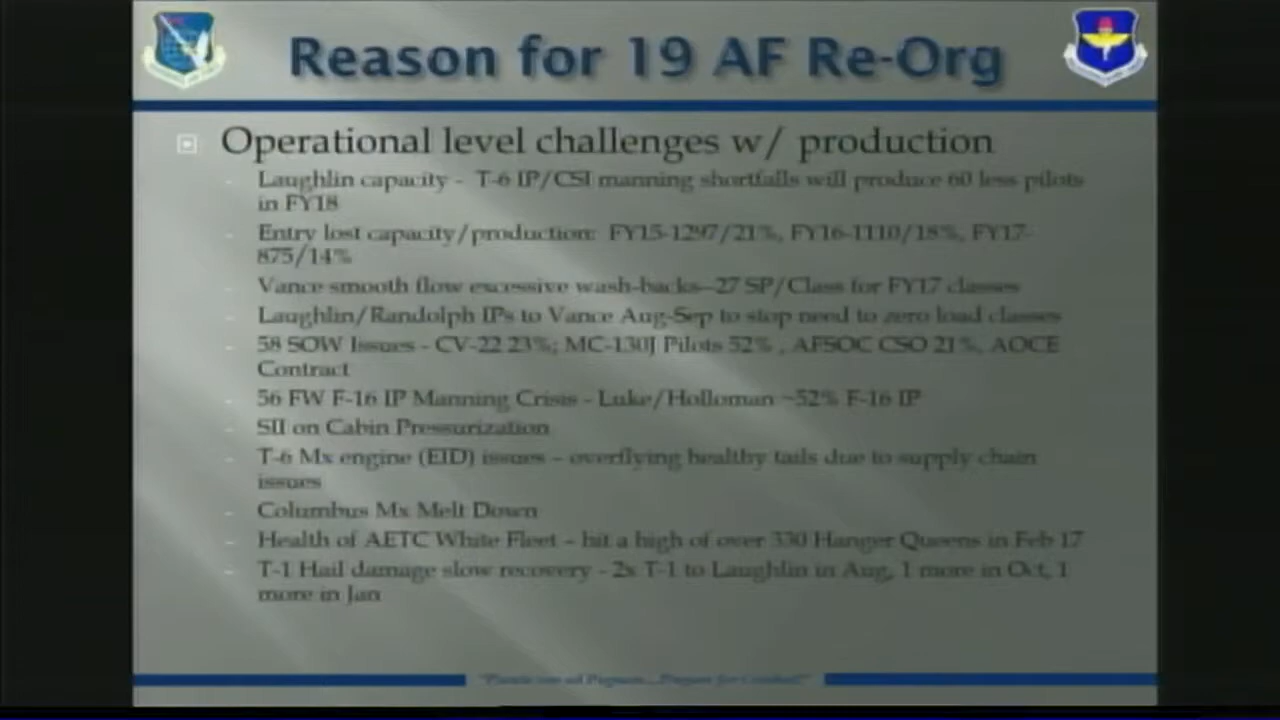 Reason for 19 AF Re-Org
Operational level challenges w/ production
- Laughlin capacity - T-6 IP/CSI manning shortfalls will produce 60 less pilots
in FY18
- Entry lost capacity/production: FY15-1297/21%, FY16-1110/18%, FY17-
875/14%
- Vance smooth flow excessive wash-backs--27 SP/Class for FY17 classes
- Laughlin/Randolph IPs to Vance Aug-Sep to stop need to zero load classes
- 58 SOW Issues - CV-22 23%; MC-130J Pilots 52% , AFSOC CSO 21%, AOCE
Contract
- 56 FW F-16 IP Manning Crisis - Luke/Holloman ~52% F-16 IP
- SII on Cabin Pressurization
- T-6 Mx engine (EID) issues - overflying healthy tails due to supply chain
issues
- Columbus Mx Melt Down
- Health of AETC White Fleet - hit a high of over 330 Hanger Queens in Feb 17
- T-1 Hail damage slow recovery - 2x T-1 to Laughlin in Aug, 1 more in Oct, 1
more in Jan